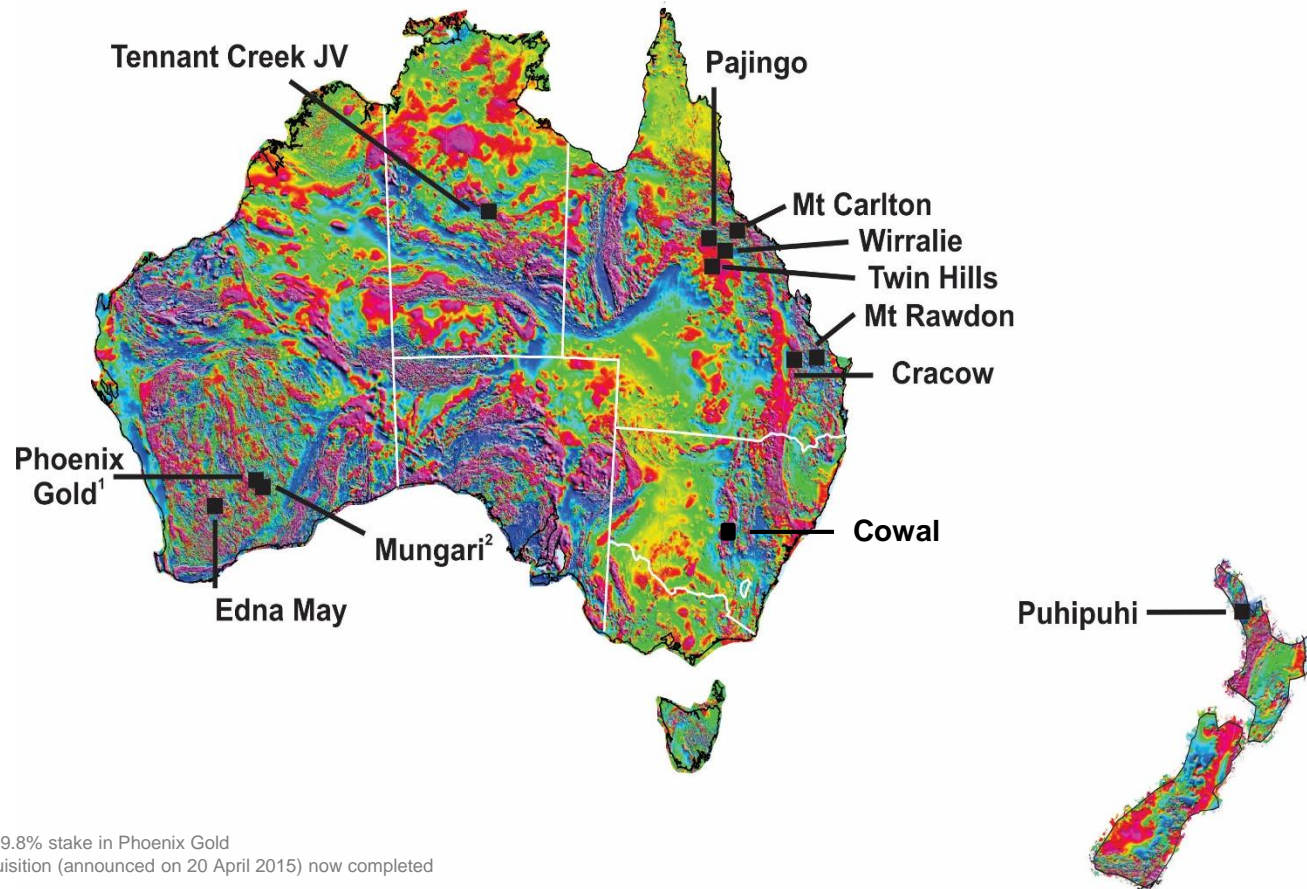 Tennant Creek JV
Pajingo
Mt Carlton
Wirralie
Twin Hills
Mt Rawdon
Cracow
Phoenix
Gold¹
Mungari²
Cowal
Edna May
Puhipuhi
9.8% stake in Phoenix Gold
uisition (announced on 20 April 2015) now completed